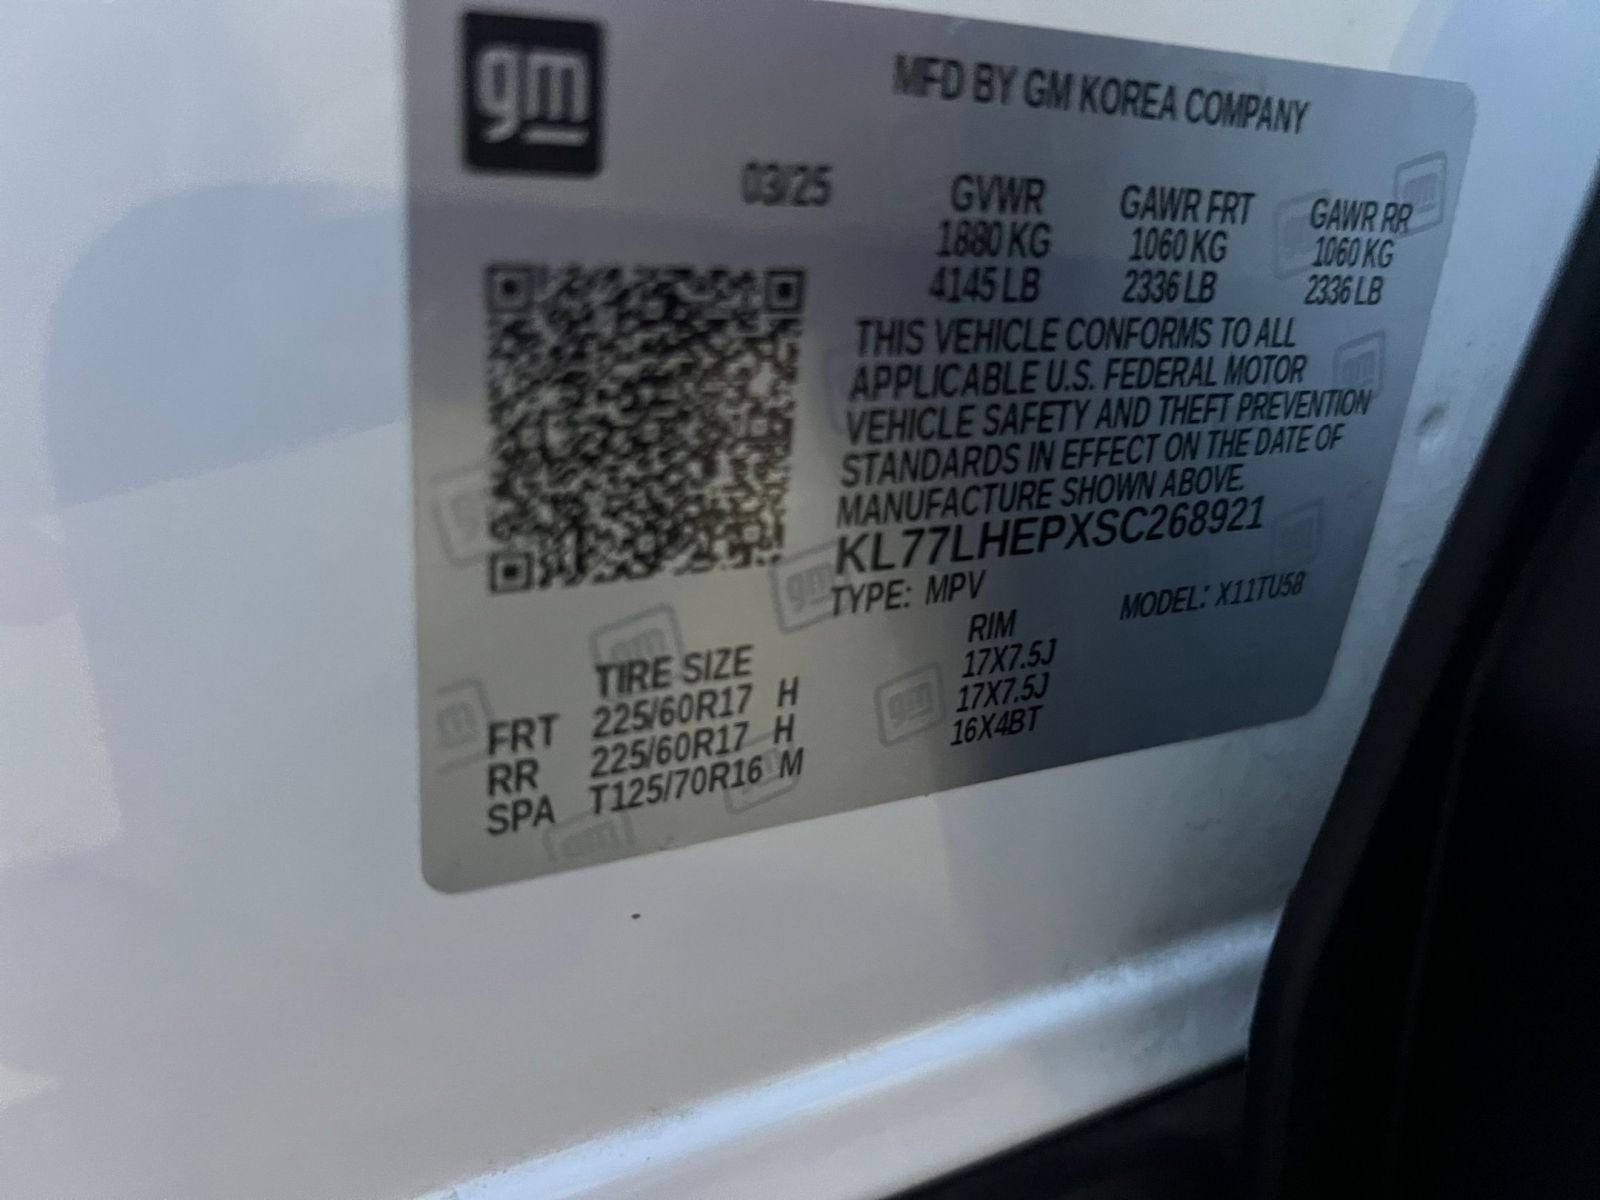 gm
MFD BY GM KOREA COMPANY
03/25
GVWR GAWR FRT GAWR RR
1880 KG 1060 KG 1060 KG
4145 LB 2336 LB 2336 LB
THIS VEHICLE CONFORMS TO ALL
APPLICABLE U.S. FEDERAL MOTOR
VEHICLE SAFETY AND THEFT PREVENTION
STANDARDS IN EFFECT ON THE DATE OF
MANUFACTURE SHOWN ABOVE.
KL77LHEPXSC268921
TYPE: MPV MODEL: X11TU58
TIRE SIZE RIM
FRT 225/60R17 H 17X7.5J
RR 225/60R17 H 17X7.5J
SPA T125/70R16 M 16X4BT